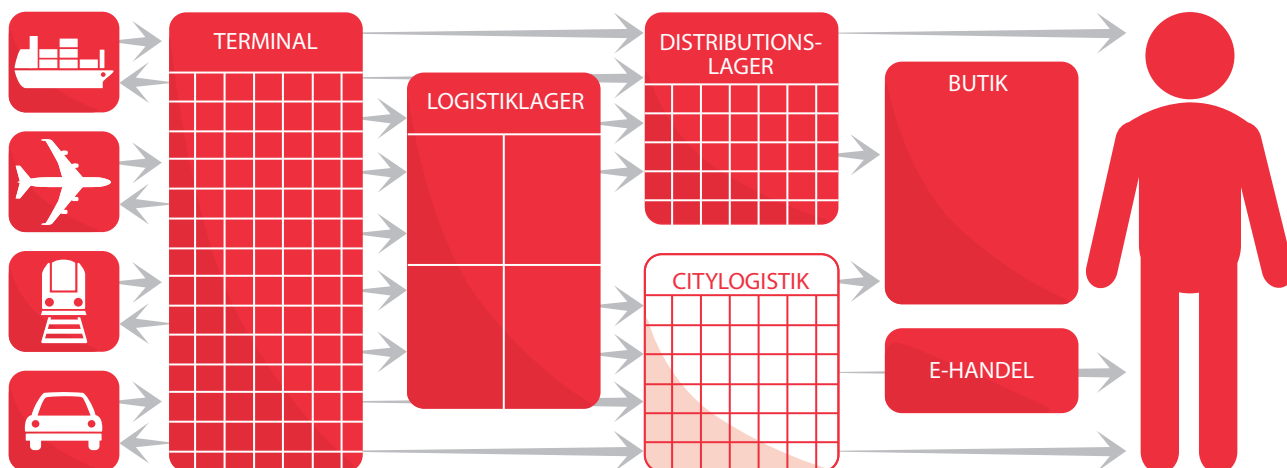 TERMINAL
LOGISTIKLAGER
DISTRIBUTIONS-
LAGER
BUTIK
CITYLOGISTIK
E-HANDEL